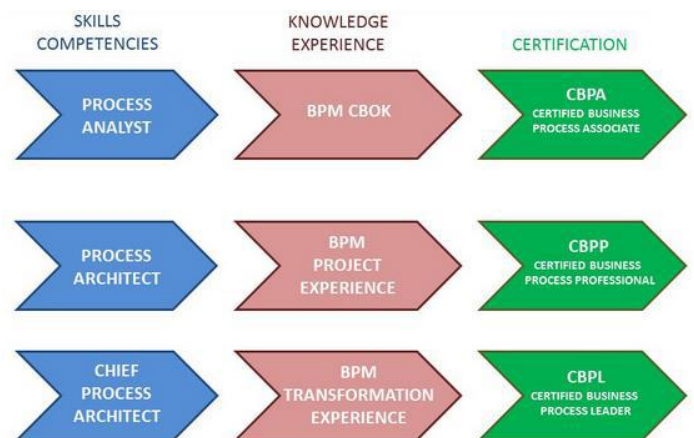 SKILLS
COMPETENCIES
KNOWLEDGE
EXPERIENCE
CERTIFICATION
PROCESS
ANALYST
BPM CBOK
CBPA
CERTIFIED BUSINESS
PROCESS ASSOCIATE
PROCESS
ARCHITECT
BPM
PROJECT
EXPERIENCE
CBPP
CERTIFIED BUSINESS
PROCESS PROFESSIONAL
CHIEF
PROCESS
ARCHITECT
BPM
TRANSFORMATION
EXPERIENCE
CBPL
CERTIFIED BUSINESS
PROCESS LEADER